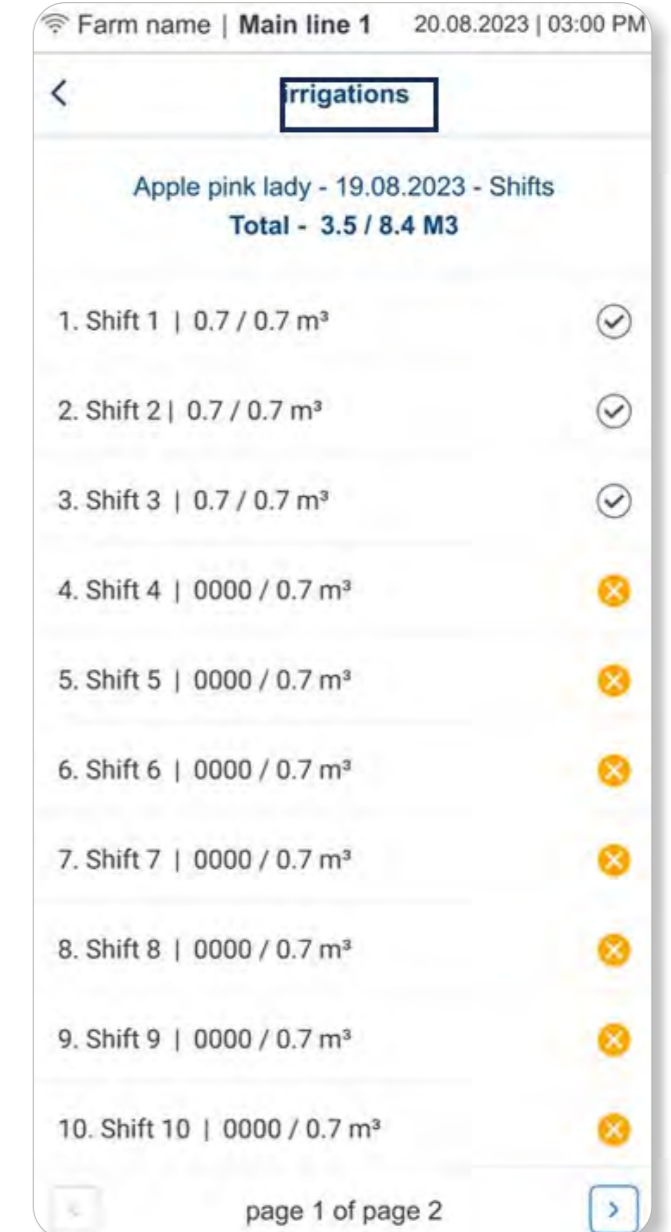 Farm name | Main line 1 20.08.2023 | 03:00 PM
irrigations
Apple pink lady - 19.08.2023 - Shifts
Total - 3.5 / 8.4 M3
1. Shift 1 | 0.7 / 0.7 m³
2. Shift 2 | 0.7 / 0.7 m³
3. Shift 3 | 0.7 / 0.7 m³
4. Shift 4 | 0000 / 0.7 m³
5. Shift 5 | 0000 / 0.7 m³
6. Shift 6 | 0000 / 0.7 m³
7. Shift 7 | 0000 / 0.7 m³
8. Shift 8 | 0000 / 0.7 m³
9. Shift 9 | 0000 / 0.7 m³
10. Shift 10 | 0000 / 0.7 m³
page 1 of page 2